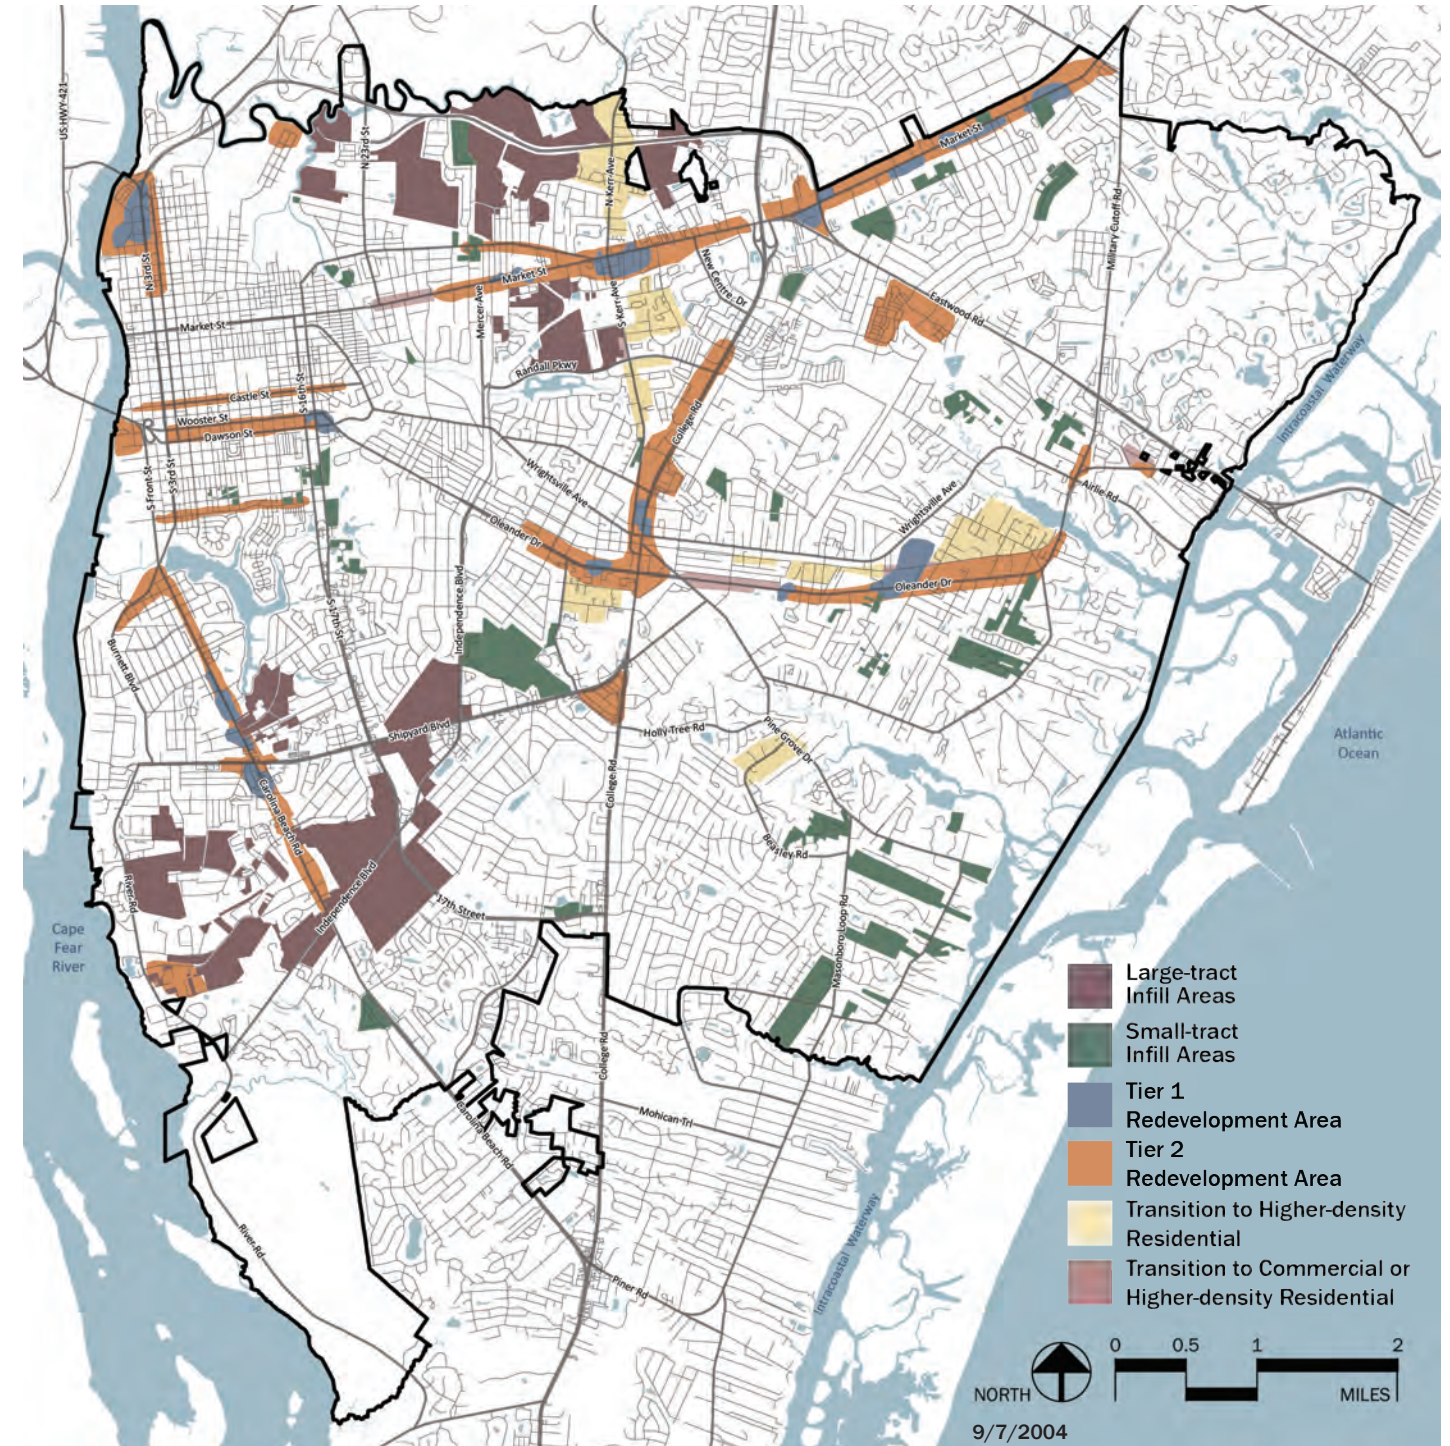 US HWY 421
N 23rd St
N Kerr Ave
Market St
Military Cutoff Rd
N 3rd St
Market St
New Centre Dr
Mercer Ave
S Kerr Ave
Eastwood Rd
Market St
Randall Pkwy
Intracoastal Waterway
Castle St
S 16th St
Wooster St
Dawson St
College Rd
S Front St
S 3rd St
Wrightsville Ave
Wrightsville Ave
Airlie Rd
Oleander Dr
Oleander Dr
Independence Blvd
S 17th St
Burnett Blvd
Shipyard Blvd
Holly Tree Rd
Pine Grove Dr
Atlantic
Ocean
College Rd
Carolina Beach Rd
Beasley Rd
River Rd
Independence Blvd
17th Street
Masonboro Loop Rd
Cape
Fear
River
College Rd
Mohican Trl
Carolina Beach Rd
River Rd
Piner Rd
Intracoastal Waterway
Large-tract
Infill Areas
Small-tract
Infill Areas
Tier 1
Redevelopment Area
Tier 2
Redevelopment Area
Transition to Higher-density
Residential
Transition to Commercial or
Higher-density Residential
0 0.5 1 2
NORTH
MILES
9/7/2004